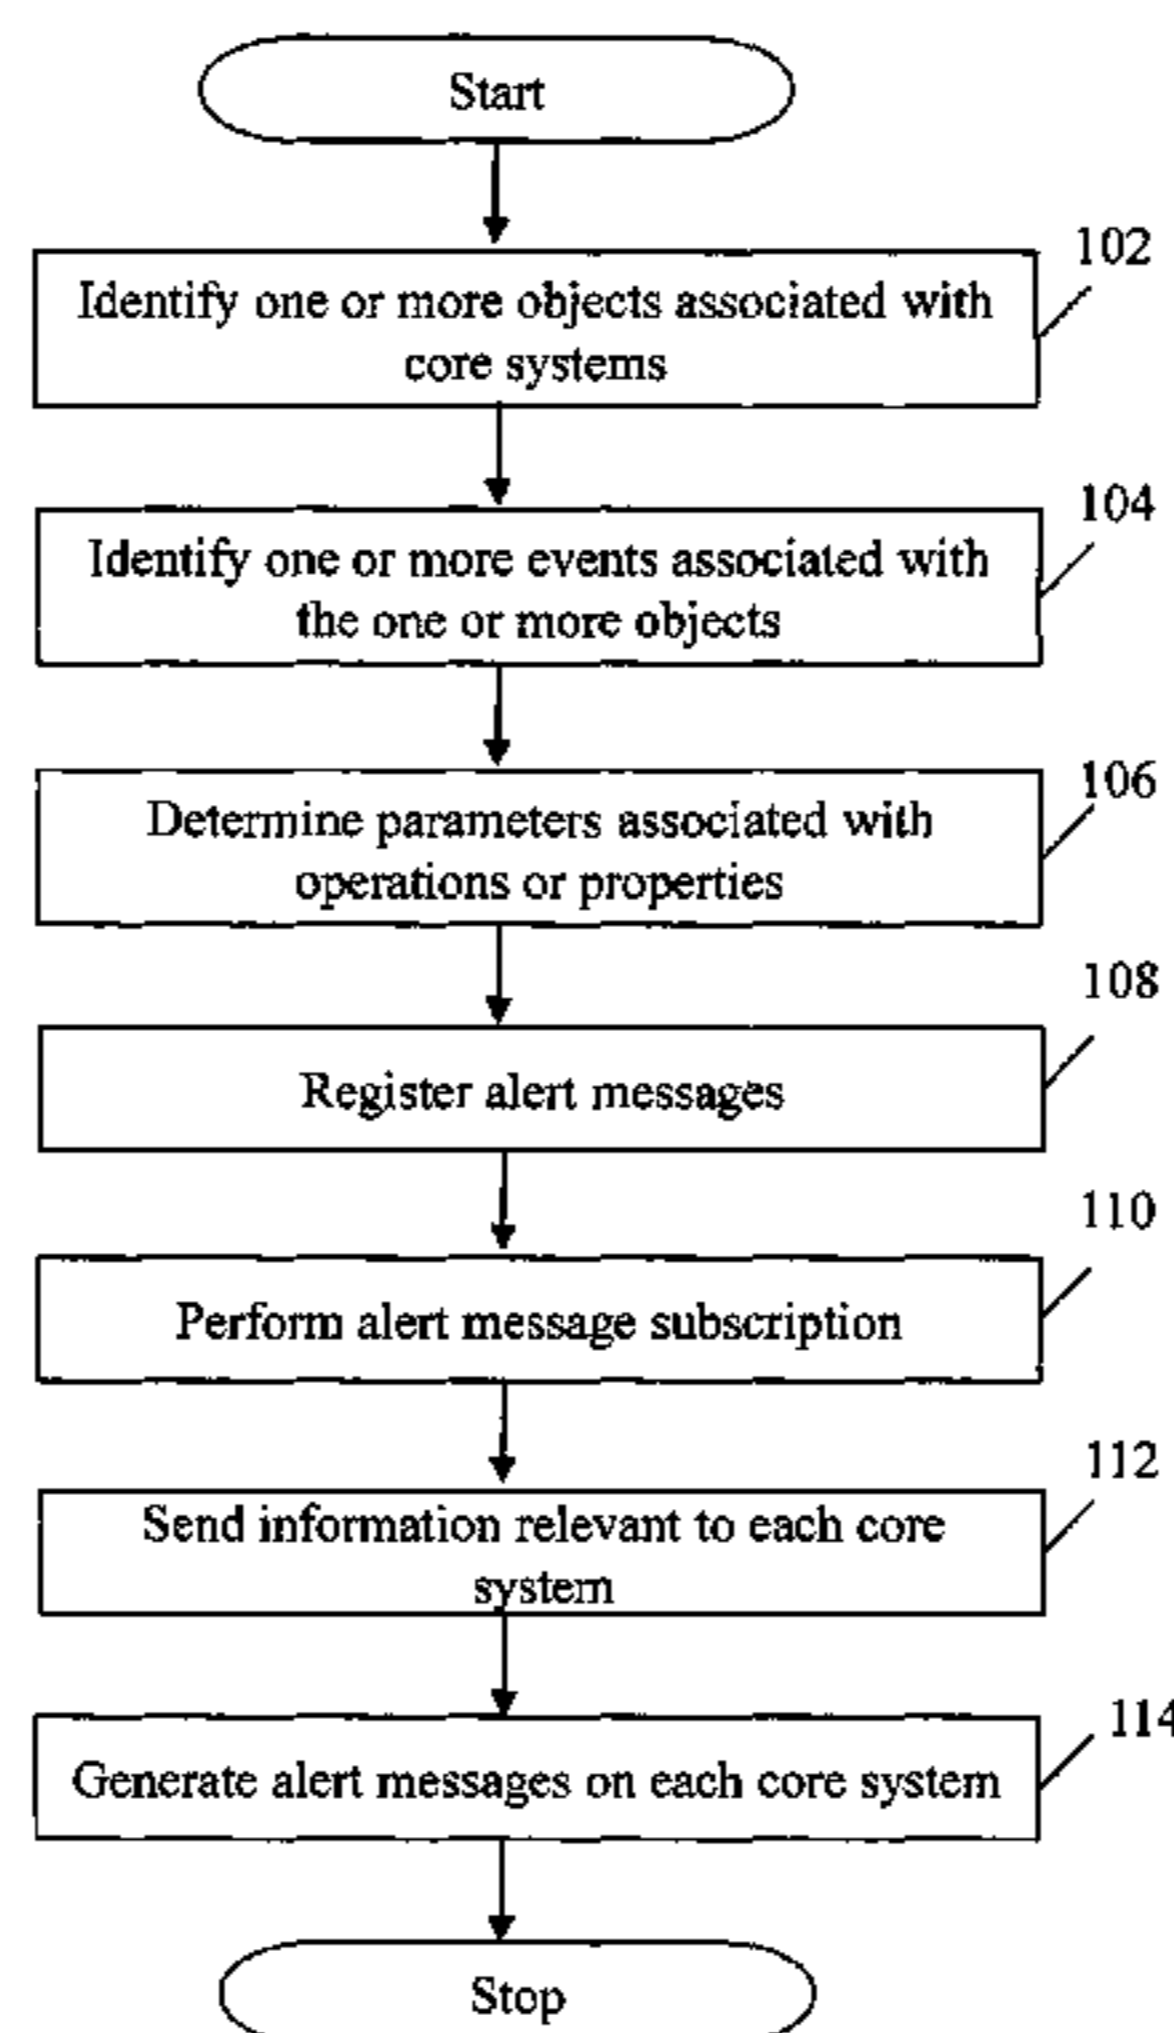 Start
102
Identify one or more objects associated with
core systems
104
Identify one or more events associated with
the one or more objects
106
Determine parameters associated with
operations or properties
108
Register alert messages
110
Perform alert message subscription
112
Send information relevant to each core
system
114
Generate alert messages on each core system
Stop